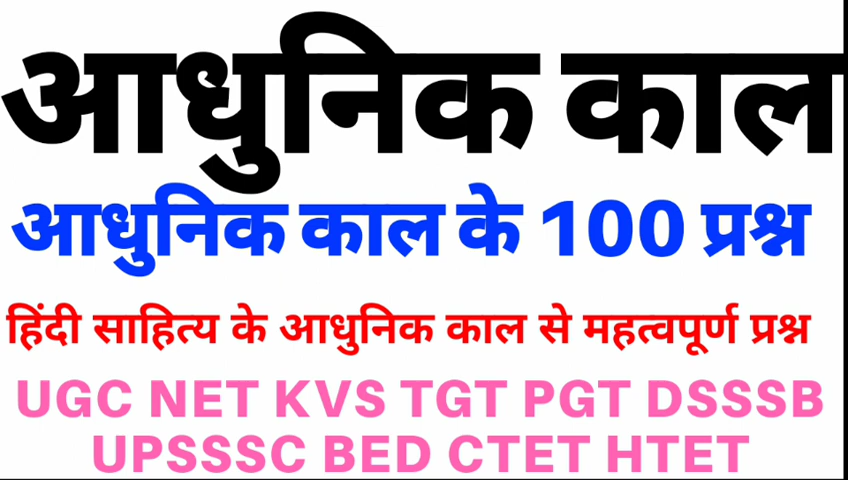 आधुनिक काल
आधुनिक काल के 100 प्रश्न
हिंदी साहित्य के आधुनिक काल से महत्वपूर्ण प्रश्न
UGC NET KVS TGT PGT DSSSB
UPSSSC BED CTET HTET